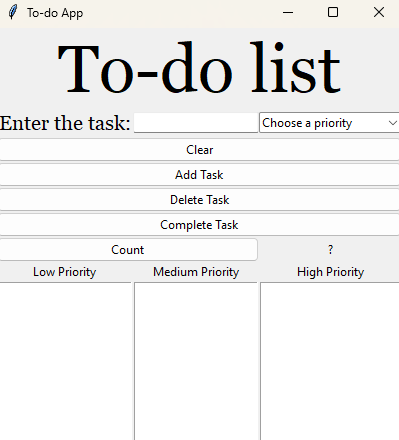 To-do App
To-do list
Enter the task: Choose a priority
Clear
Add Task
Delete Task
Complete Task
Count ?
Low Priority Medium Priority High Priority